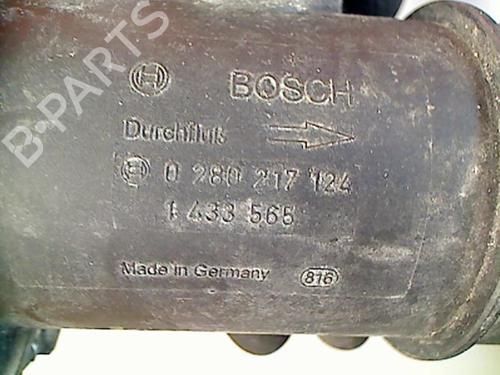 B-PARTS
BOSCH
Durchfluß
0 280 217 124
1 433 565
Made in Germany 816